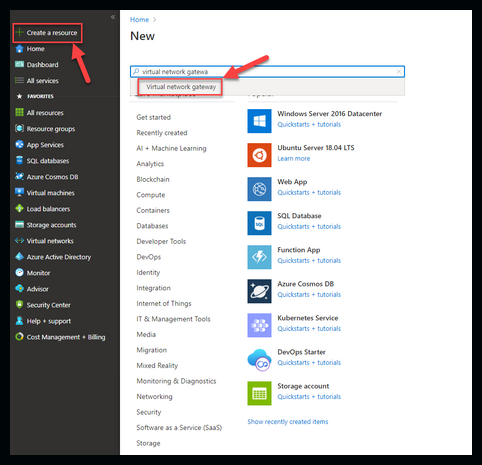 «
Create a resource
Home
Dashboard
All services
FAVORITES
All resources
Resource groups
App Services
SQL databases
Azure Cosmos DB
Virtual machines
Load balancers
Storage accounts
Virtual networks
Azure Active Directory
Monitor
Advisor
Security Center
Help + support
Cost Management + Billing
Home >
New
virtual network gatewa
Virtual network gateway
Popular
Get started
Recently created
AI + Machine Learning
Analytics
Blockchain
Compute
Containers
Databases
Developer Tools
DevOps
Identity
Integration
Internet of Things
IT & Management Tools
Media
Migration
Mixed Reality
Monitoring & Diagnostics
Networking
Security
Software as a Service (SaaS)
Storage
Windows Server 2016 Datacenter
Quickstarts + tutorials
Ubuntu Server 18.04 LTS
Learn more
Web App
Quickstarts + tutorials
SQL Database
Quickstarts + tutorials
Function App
Quickstarts + tutorials
Azure Cosmos DB
Quickstarts + tutorials
Kubernetes Service
Quickstarts + tutorials
DevOps Starter
Quickstarts + tutorials
Storage account
Quickstarts + tutorials
Show recently created items